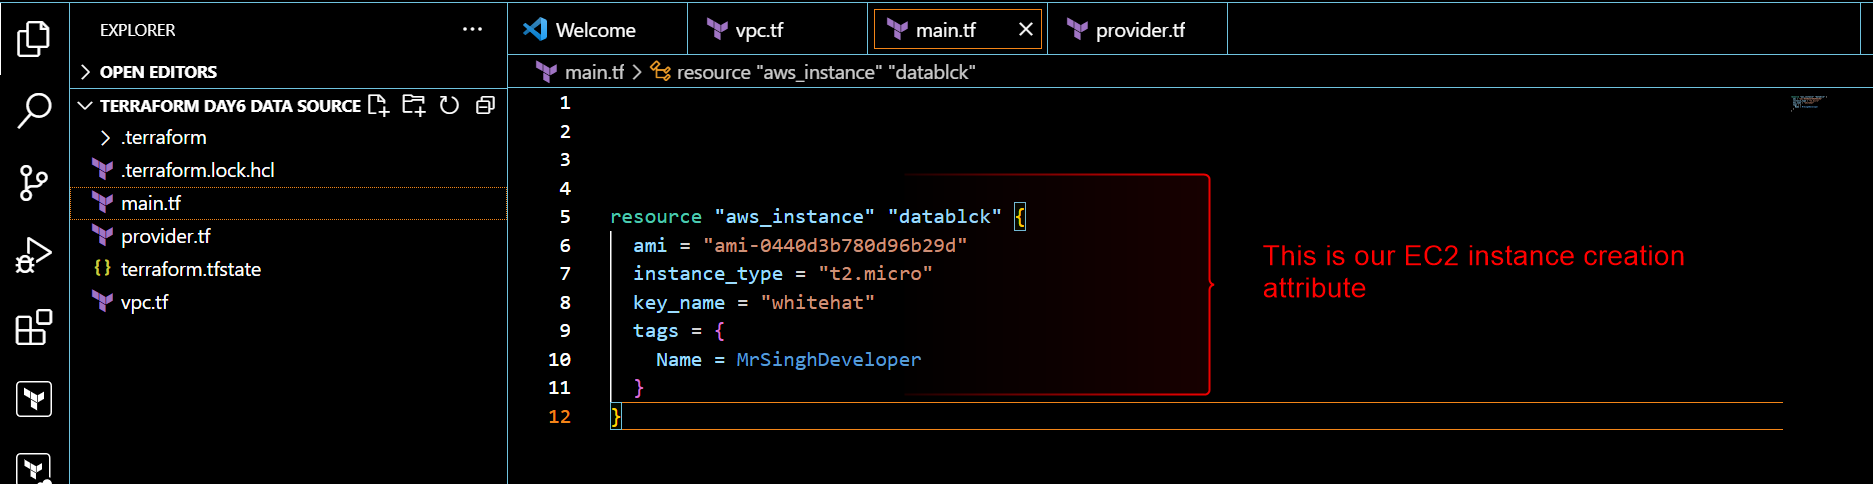 EXPLORER
···
Welcome
vpc.tf
main.tf
provider.tf
OPEN EDITORS
main.tf > resource "aws_instance" "datablck"
TERRAFORM DAY6 DATA SOURCE
.terraform
.terraform.lock.hcl
main.tf
provider.tf
{} terraform.tfstate
vpc.tf
1
2
3
4
5 resource "aws_instance" "datablck" {
6 ami = "ami-0440d3b780d96b29d"
7 instance_type = "t2.micro"
8 key_name = "whitehat"
9 tags = {
10 Name = MrSinghDeveloper
11 }
12 }
This is our EC2 instance creation
attribute